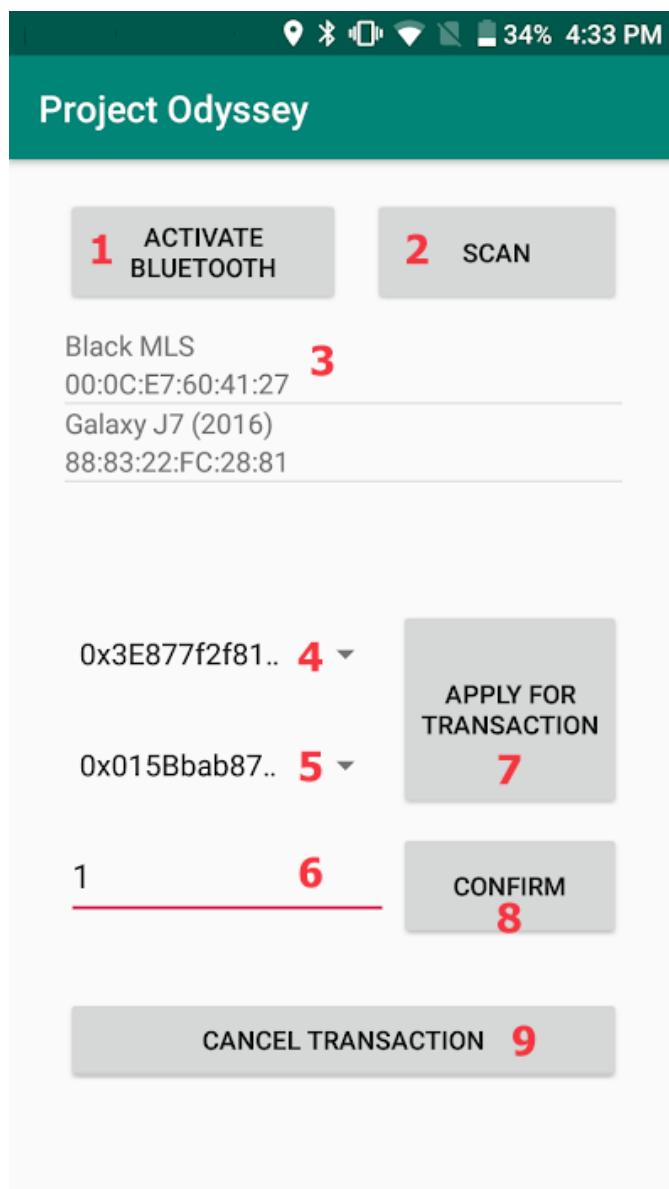 34% 4:33 PM
Project Odyssey
1 ACTIVATE
BLUETOOTH
2 SCAN
Black MLS 3
00:0C:E7:60:41:27
Galaxy J7 (2016)
88:83:22:FC:28:81
0x3E877f2f81.. 4
APPLY FOR
TRANSACTION
7
0x015Bbab87.. 5
1 6
CONFIRM
8
CANCEL TRANSACTION 9